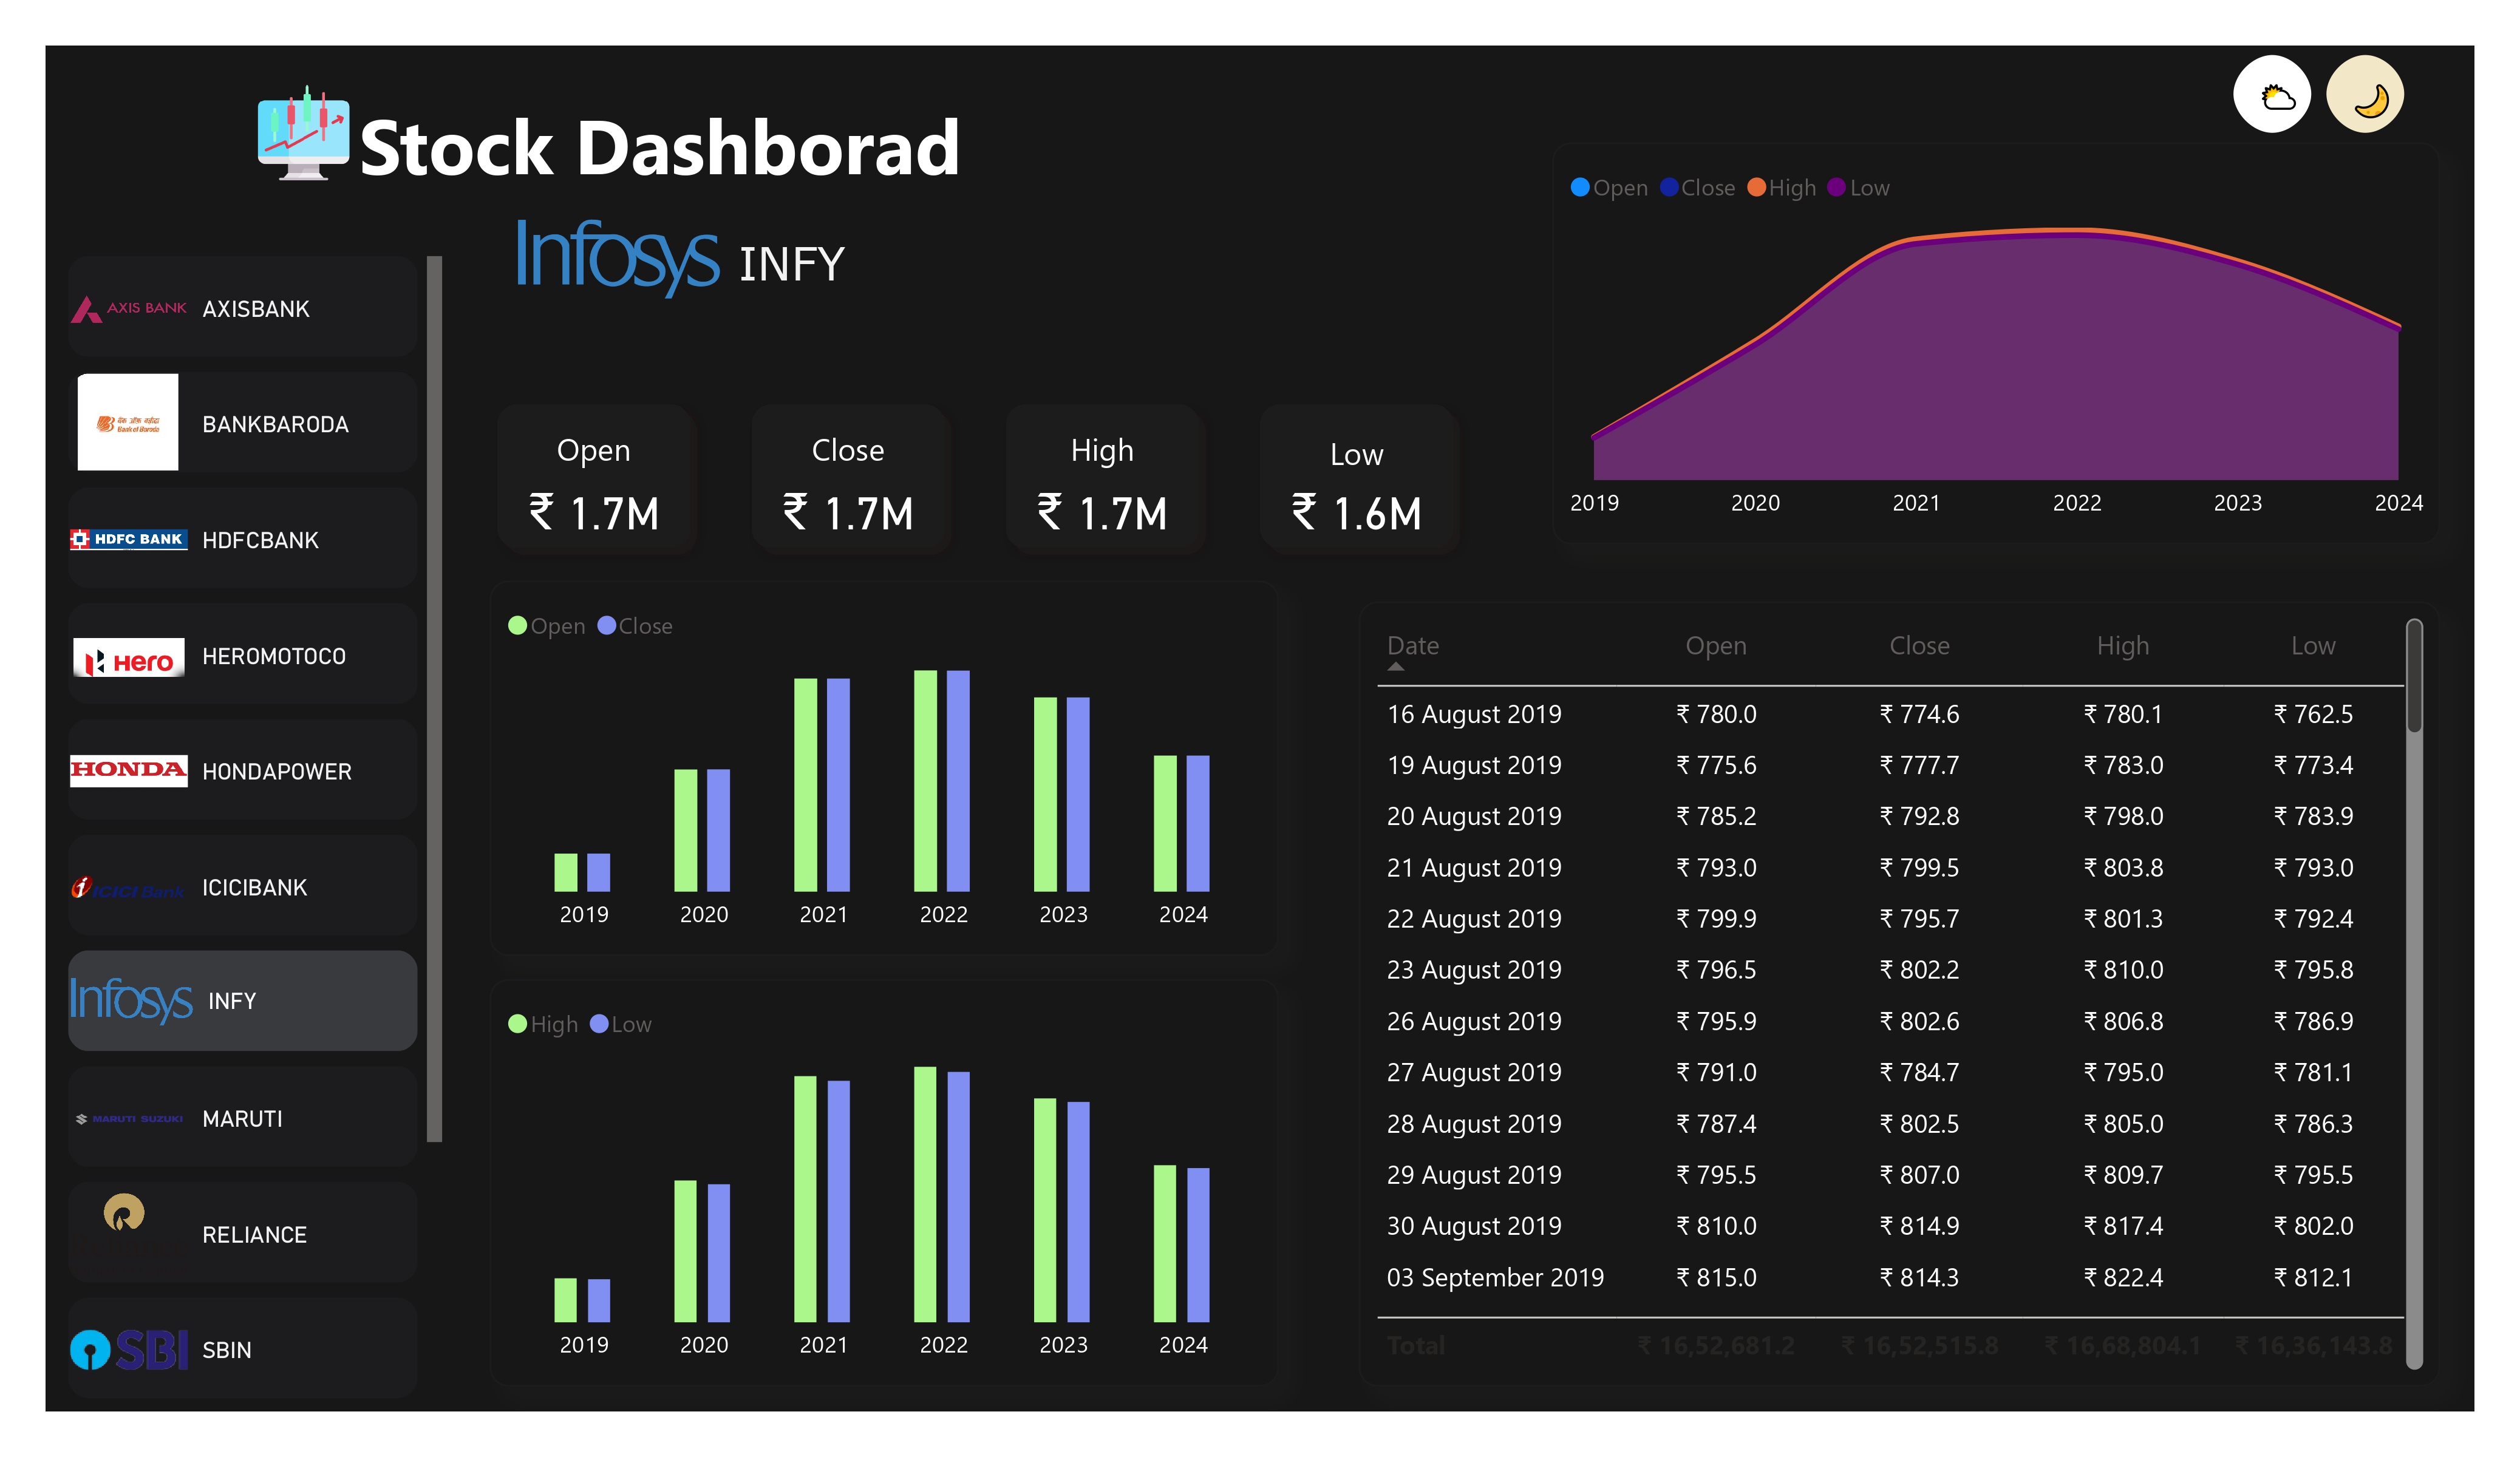 Stock Dashborad
Infosys INFY
AXIS BANK AXISBANK
बैंक ऑफ़ बड़ौदा
Bank of Baroda
BANKBARODA
HDFC BANK HDFCBANK
Hero HEROMOTOCO
HONDA HONDAPOWER
ICICI Bank ICICIBANK
Infosys INFY
MARUTI SUZUKI MARUTI
RELIANCE
SBI SBIN
Open Close High Low
₹ 1.7M ₹ 1.7M ₹ 1.7M ₹ 1.6M
Open Close High Low
2019 2020 2021 2022 2023 2024
Open Close
2019 2020 2021 2022 2023 2024
High Low
2019 2020 2021 2022 2023 2024
Date Open Close High Low
16 August 2019 ₹ 780.0 ₹ 774.6 ₹ 780.1 ₹ 762.5
19 August 2019 ₹ 775.6 ₹ 777.7 ₹ 783.0 ₹ 773.4
20 August 2019 ₹ 785.2 ₹ 792.8 ₹ 798.0 ₹ 783.9
21 August 2019 ₹ 793.0 ₹ 799.5 ₹ 803.8 ₹ 793.0
22 August 2019 ₹ 799.9 ₹ 795.7 ₹ 801.3 ₹ 792.4
23 August 2019 ₹ 796.5 ₹ 802.2 ₹ 810.0 ₹ 795.8
26 August 2019 ₹ 795.9 ₹ 802.6 ₹ 806.8 ₹ 786.9
27 August 2019 ₹ 791.0 ₹ 784.7 ₹ 795.0 ₹ 781.1
28 August 2019 ₹ 787.4 ₹ 802.5 ₹ 805.0 ₹ 786.3
29 August 2019 ₹ 795.5 ₹ 807.0 ₹ 809.7 ₹ 795.5
30 August 2019 ₹ 810.0 ₹ 814.9 ₹ 817.4 ₹ 802.0
03 September 2019 ₹ 815.0 ₹ 814.3 ₹ 822.4 ₹ 812.1
Total ₹ 16,52,681.2 ₹ 16,52,515.8 ₹ 16,68,804.1 ₹ 16,36,143.8